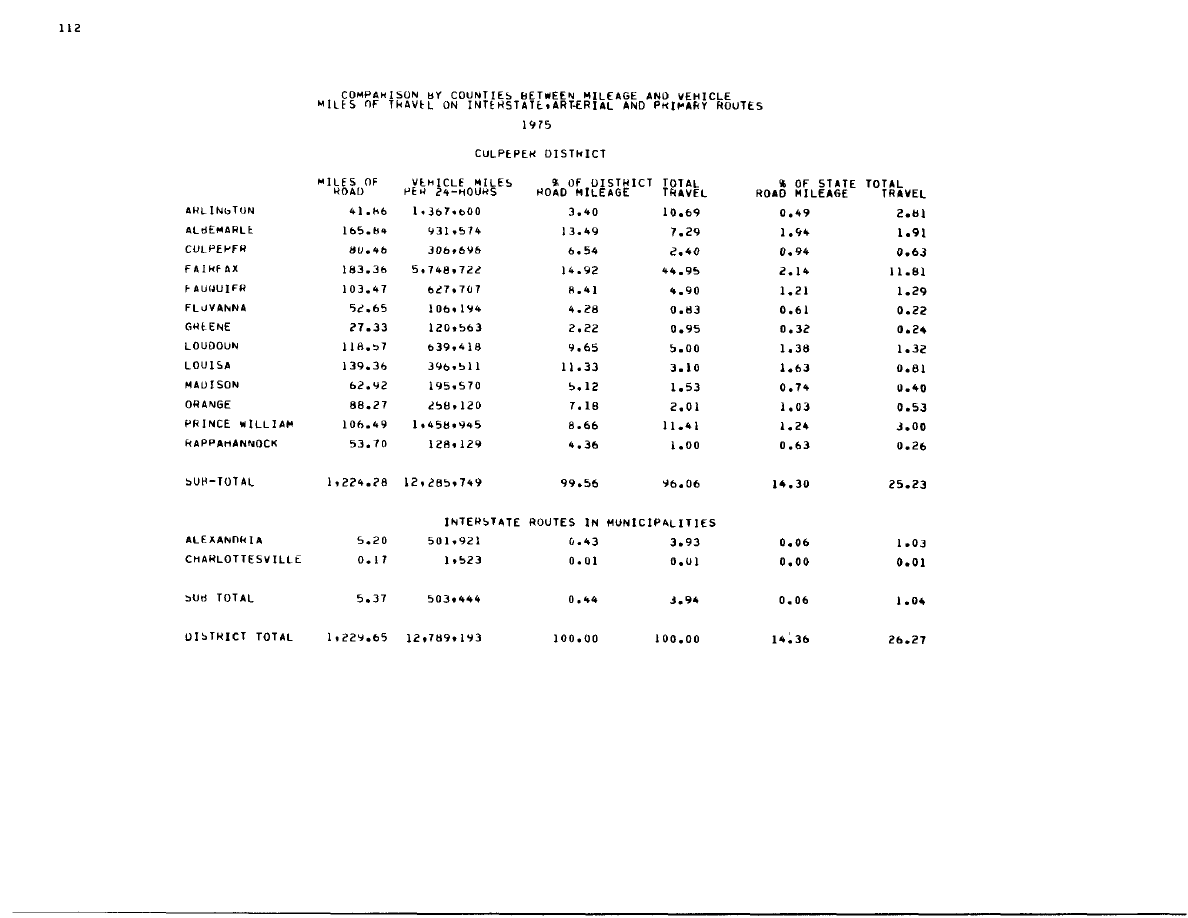 112
COMPARISON BY COUNTIES BETWEEN MILEAGE AND VEHICLE
MILES OF TRAVEL ON INTERSTATE,ARTERIAL AND PRIMARY ROUTES
1975
CULPEPER DISTRICT
MILES OF VEHICLE MILES % OF DISTRICT TOTAL % OF STATE TOTAL
ROAD PER 24-HOURS ROAD MILEAGE TRAVEL ROAD MILEAGE TRAVEL
ARLINGTON 41.86 1,367,600 3.40 10.69 0.49 2.81
ALBEMARLE 165.84 931,574 13.49 7.29 1.94 1.91
CULPEPER 80.46 306,696 6.54 2.40 0.94 0.63
FAIRFAX 183.36 5,748,722 14.92 44.95 2.14 11.81
FAUQUIER 103.47 627,707 8.41 4.90 1.21 1.29
FLUVANNA 52.65 106,194 4.28 0.83 0.61 0.22
GREENE 27.33 120,563 2.22 0.95 0.32 0.24
LOUDOUN 118.57 639,418 9.65 5.00 1.38 1.32
LOUISA 139.36 396,511 11.33 3.10 1.63 0.81
MADISON 62.92 195,570 5.12 1.53 0.74 0.40
ORANGE 88.27 258,120 7.18 2.01 1.03 0.53
PRINCE WILLIAM 106.49 1,458,945 8.66 11.41 1.24 3.00
RAPPAHANNOCK 53.70 128,129 4.36 1.00 0.63 0.26
SUB-TOTAL 1,224.28 12,285,749 99.56 96.06 14.30 25.23
INTERSTATE ROUTES IN MUNICIPALITIES
ALEXANDRIA 5.20 501,921 0.43 3.93 0.06 1.03
CHARLOTTESVILLE 0.17 1,523 0.01 0.01 0.00 0.01
SUB TOTAL 5.37 503,444 0.44 3.94 0.06 1.04
DISTRICT TOTAL 1,229.65 12,789,193 100.00 100.00 14.36 26.27